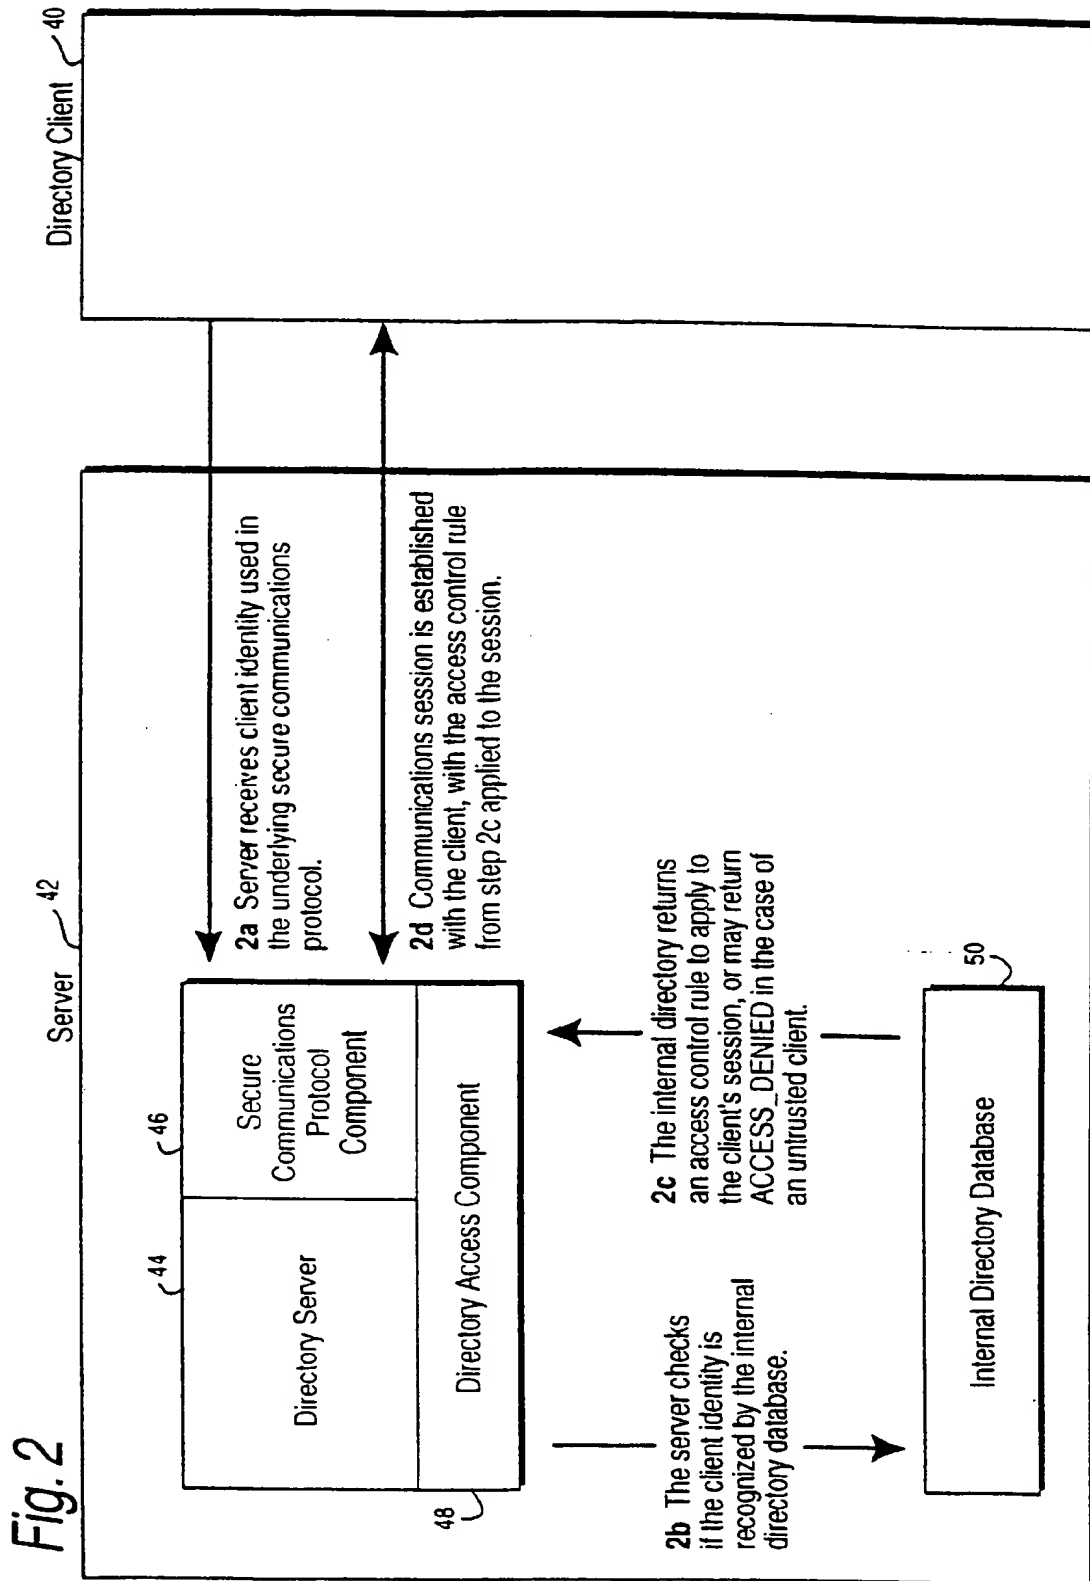 Fig. 2
Server
42
Directory Client
40
44
46
Directory Server
Secure
Communications
Protocol
Component
Directory Access Component
48
2a Server receives client identity used in
the underlying secure communications
protocol.
2d Communications session is established
with the client, with the access control rule
from step 2c applied to the session.
2b The server checks
if the client identity is
recognized by the internal
directory database.
2c The internal directory returns
an access control rule to apply to
the client's session, or may return
ACCESS_DENIED in the case of
an untrusted client.
50
Internal Directory Database